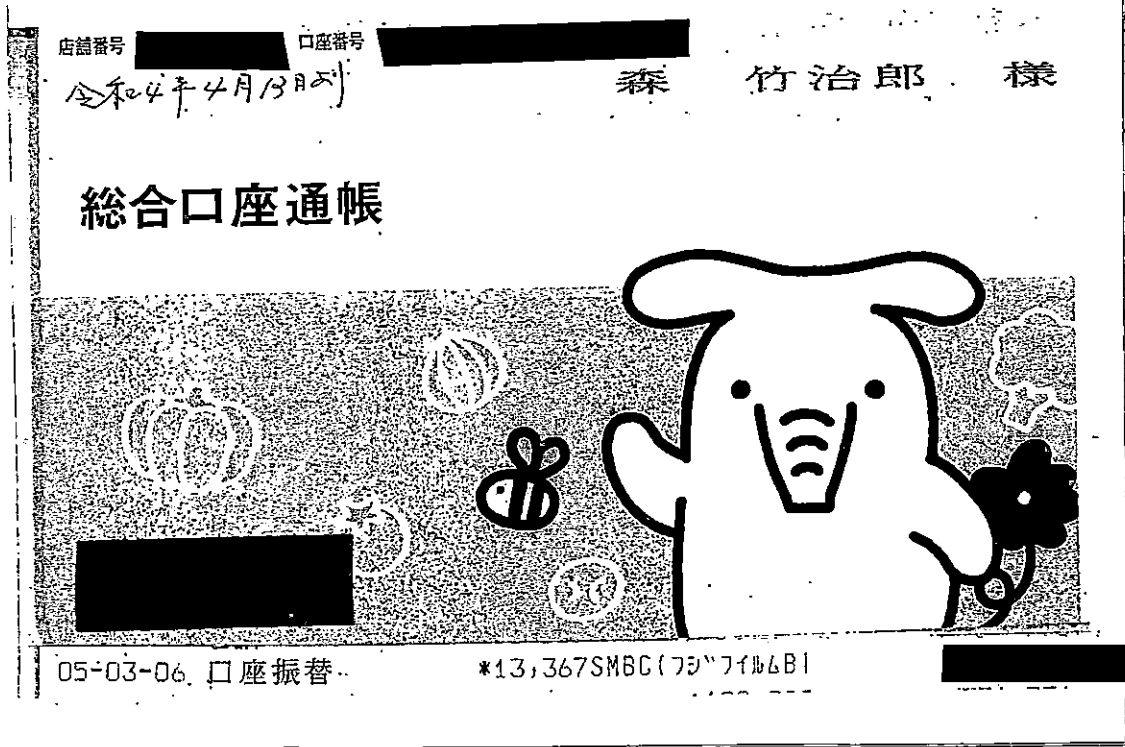 店舗番号 口座番号
令和4年4月13日より
森 竹治郎 様
総合口座通帳
05-03-06 口座振替 *13,367SMBC(フジフイルムB)